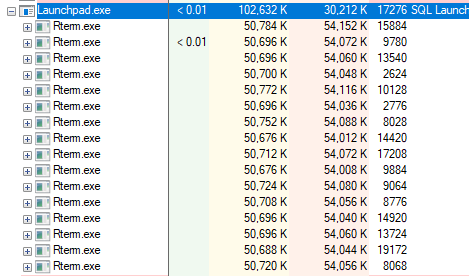 Launchpad.exe < 0.01 102,632 K 30,212 K 17276 SQL Launch
Rtem.exe 50,784 K 54,152 K 15884
Rtem.exe < 0.01 50,696 K 54,072 K 9780
Rtem.exe 50,696 K 54,060 K 13540
Rtem.exe 50,700 K 54,048 K 2624
Rtem.exe 50,772 K 54,116 K 10128
Rtem.exe 50,696 K 54,036 K 2776
Rtem.exe 50,752 K 54,088 K 8028
Rtem.exe 50,676 K 54,012 K 14420
Rtem.exe 50,712 K 54,072 K 17208
Rtem.exe 50,676 K 54,008 K 9884
Rtem.exe 50,724 K 54,080 K 9064
Rtem.exe 50,708 K 54,056 K 8776
Rtem.exe 50,696 K 54,040 K 14920
Rtem.exe 50,696 K 54,060 K 13724
Rtem.exe 50,688 K 54,044 K 19172
Rtem.exe 50,720 K 54,056 K 8068